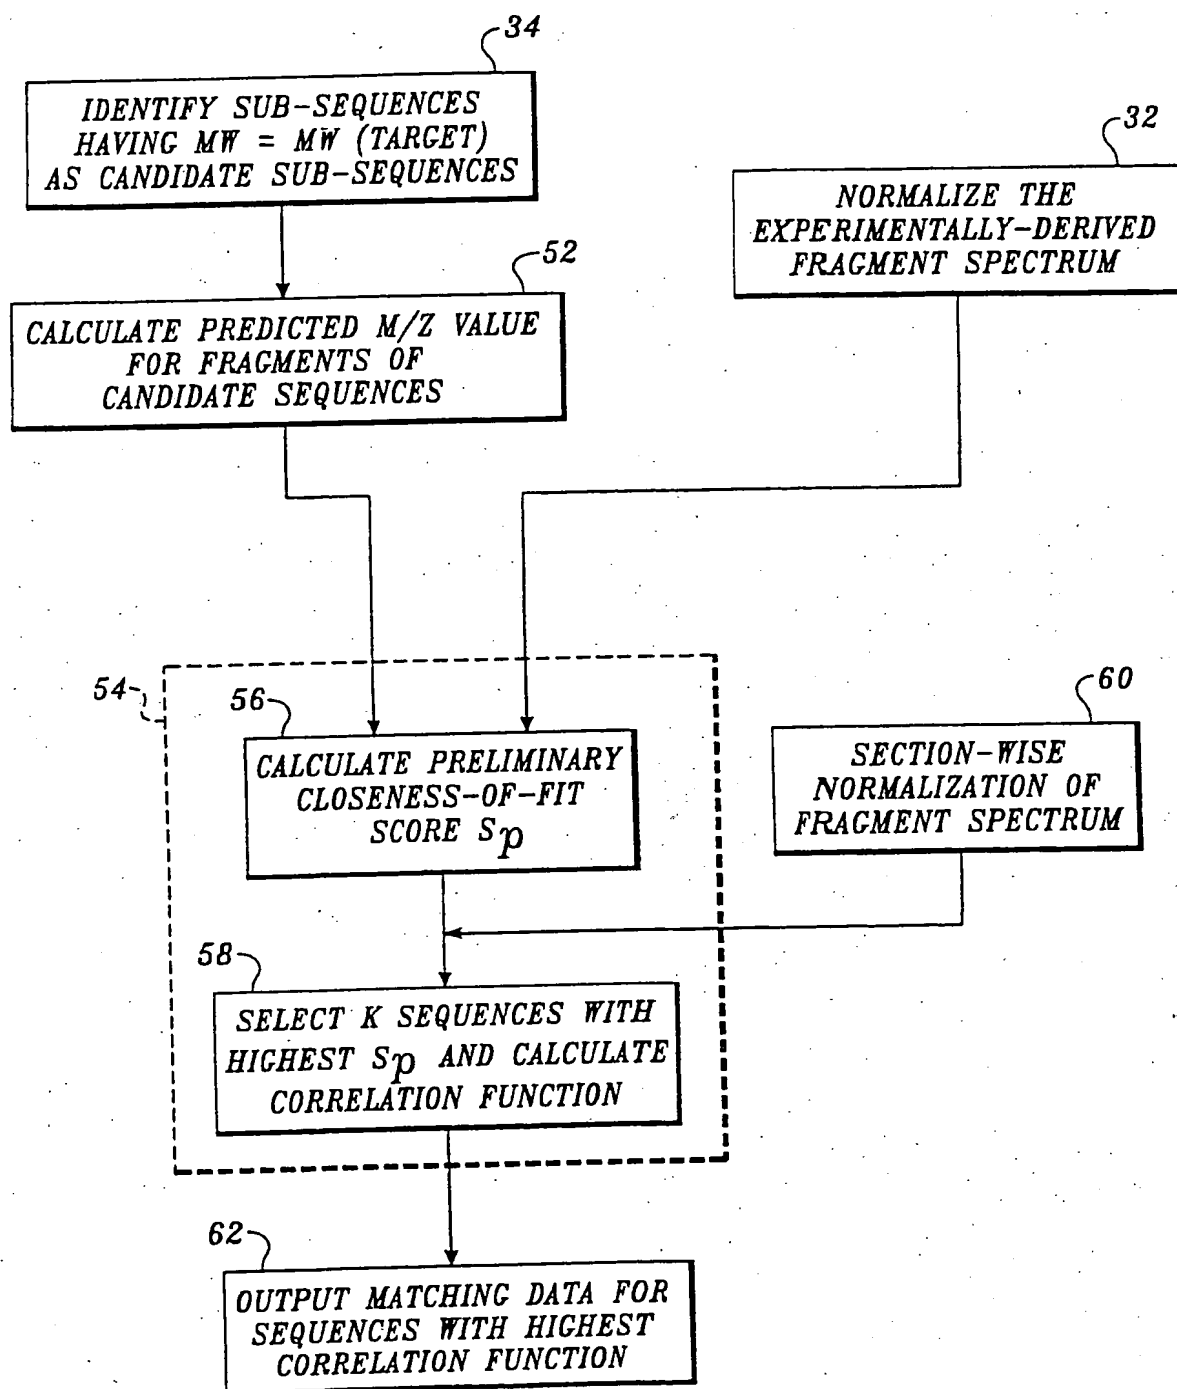 34
IDENTIFY SUB-SEQUENCES
HAVING MW = MW (TARGET)
AS CANDIDATE SUB-SEQUENCES
32
NORMALIZE THE
EXPERIMENTALLY-DERIVED
FRAGMENT SPECTRUM
52
CALCULATE PREDICTED M/Z VALUE
FOR FRAGMENTS OF
CANDIDATE SEQUENCES
54
56
CALCULATE PRELIMINARY
CLOSENESS-OF-FIT
SCORE Sp
60
SECTION-WISE
NORMALIZATION OF
FRAGMENT SPECTRUM
58
SELECT K SEQUENCES WITH
HIGHEST Sp AND CALCULATE
CORRELATION FUNCTION
62
OUTPUT MATCHING DATA FOR
SEQUENCES WITH HIGHEST
CORRELATION FUNCTION